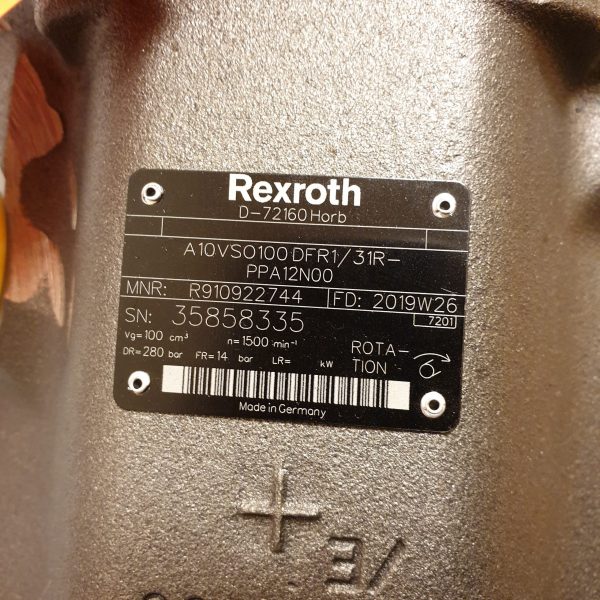 Rexroth
D-72160 Horb
A10VSO100 DFR1/31R-
PPA12N00
MNR: R910922744 FD: 2019W26
SN: 35858335 7201
Vg=100 cm³ n=1500 min⁻¹
DR=280 bar FR=14 bar LR= kW
ROTA-
TION
Made in Germany